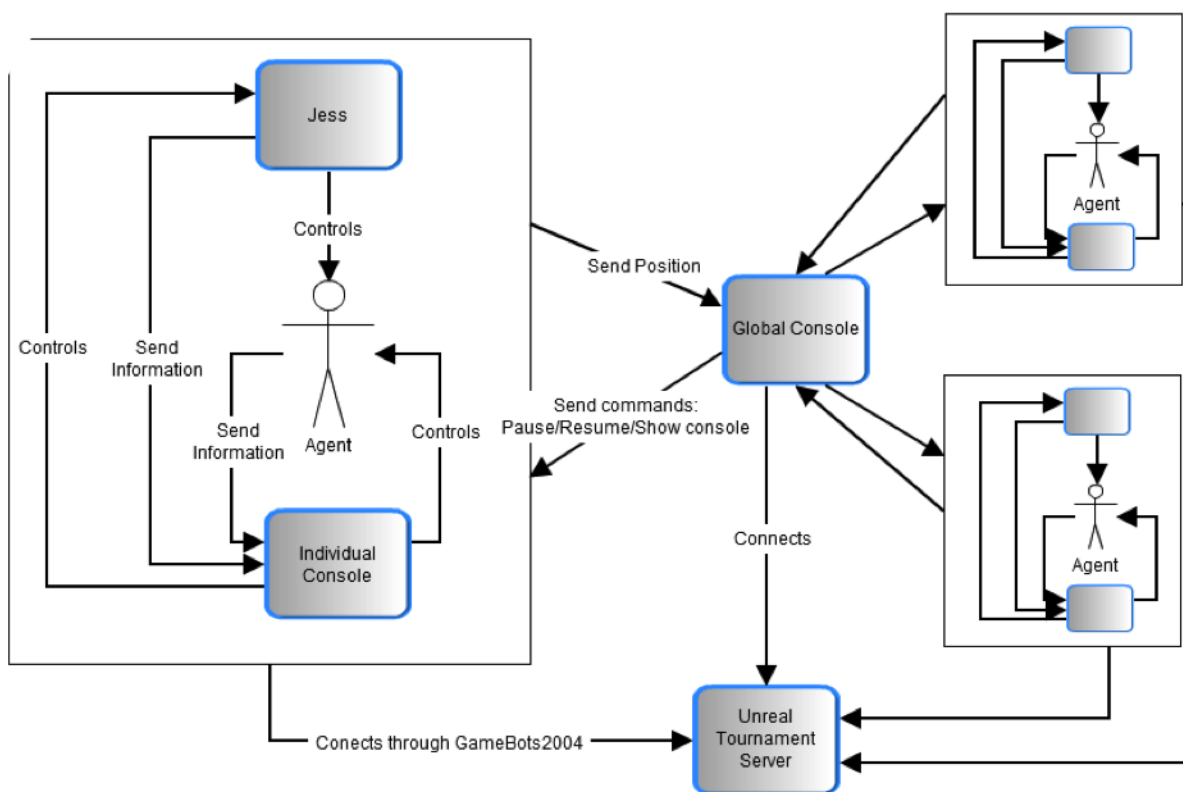 Jess
Controls
Controls
Send
Information
Send
Information
Agent
Controls
Individual
Console
Send Position
Global Console
Send commands:
Pause/Resume/Show console
Connects
Agent
Agent
Conects through GameBots2004
Unreal
Tournament
Server